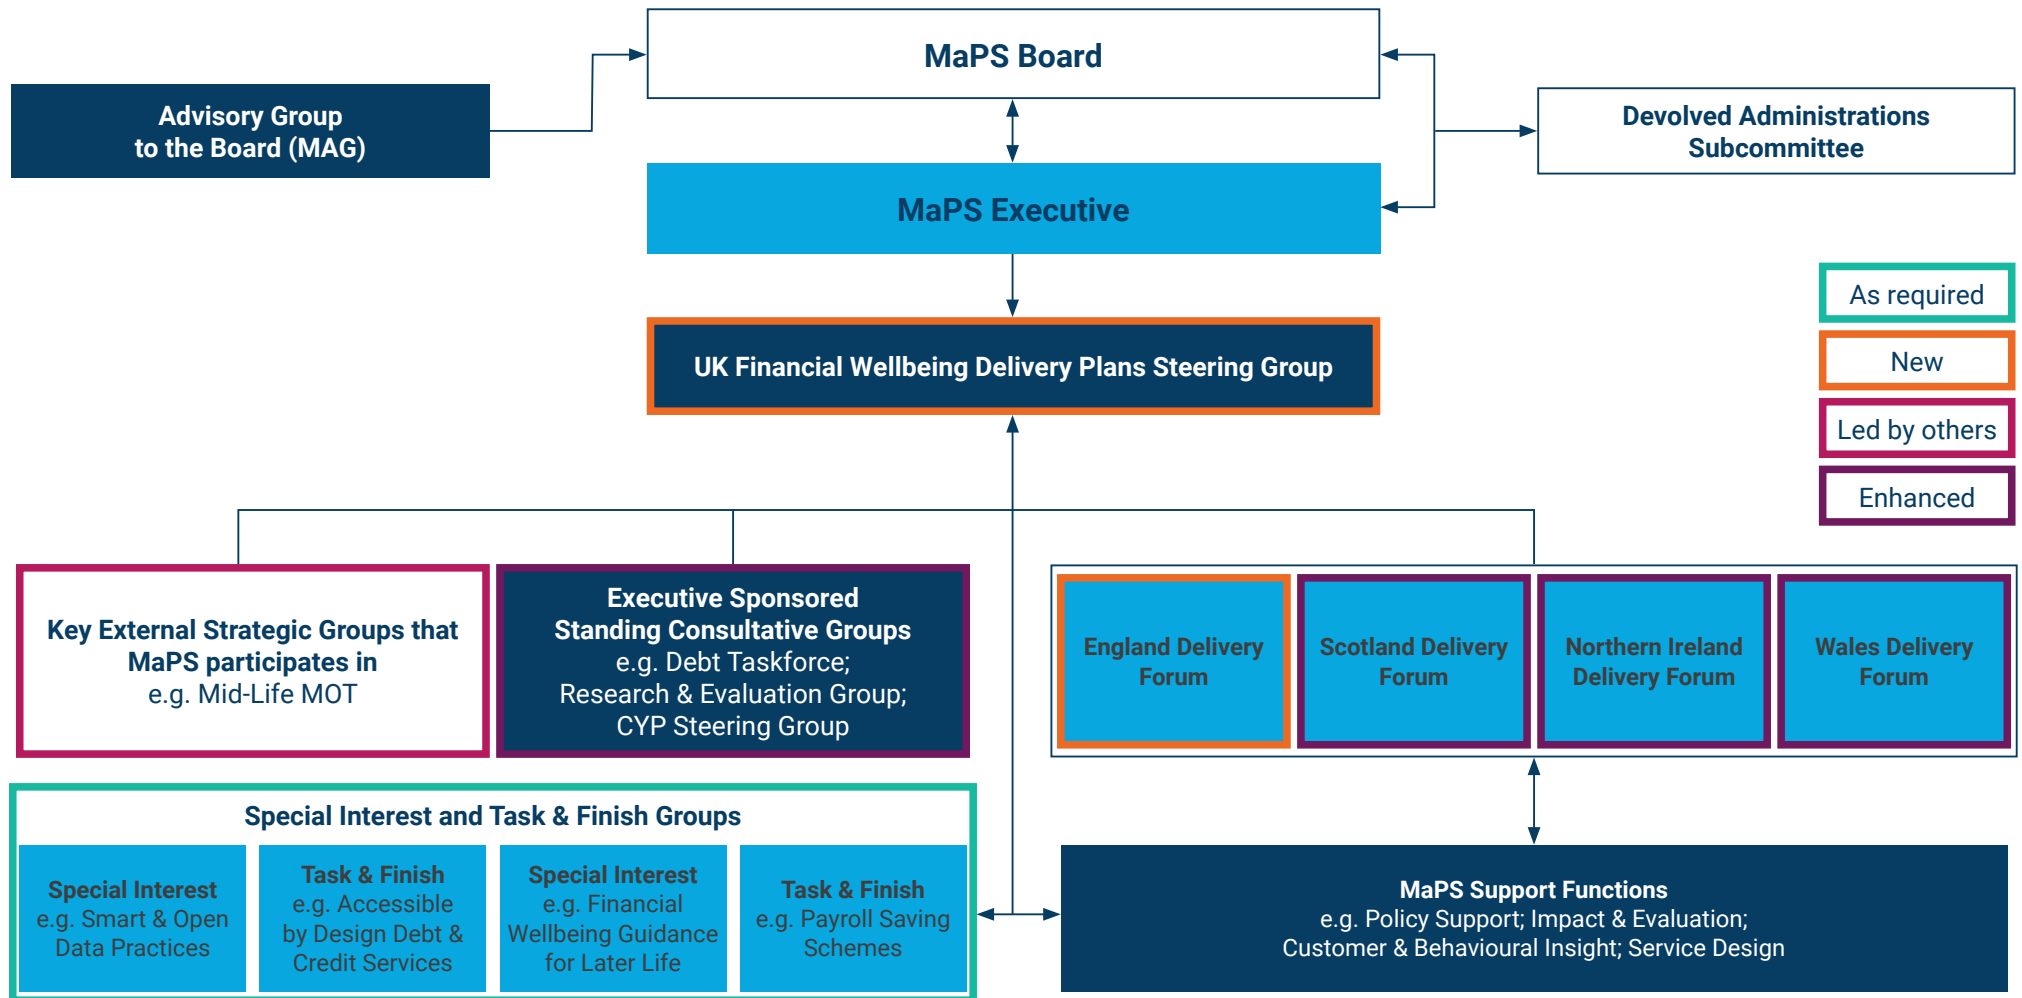 MaPS Board
Advisory Group
to the Board (MAG)
Devolved Administrations
Subcommittee
MaPS Executive
As required
New
Led by others
Enhanced
UK Financial Wellbeing Delivery Plans Steering Group
Key External Strategic Groups that
MaPS participates in
e.g. Mid-Life MOT
Executive Sponsored
Standing Consultative Groups
e.g. Debt Taskforce;
Research & Evaluation Group;
CYP Steering Group
England Delivery
Forum
Scotland Delivery
Forum
Northern Ireland
Delivery Forum
Wales Delivery
Forum
Special Interest and Task & Finish Groups
Special Interest
e.g. Smart & Open
Data Practices
Task & Finish
e.g. Accessible
by Design Debt &
Credit Services
Special Interest
e.g. Financial
Wellbeing Guidance
for Later Life
Task & Finish
e.g. Payroll Saving
Schemes
MaPS Support Functions
e.g. Policy Support; Impact & Evaluation;
Customer & Behavioural Insight; Service Design